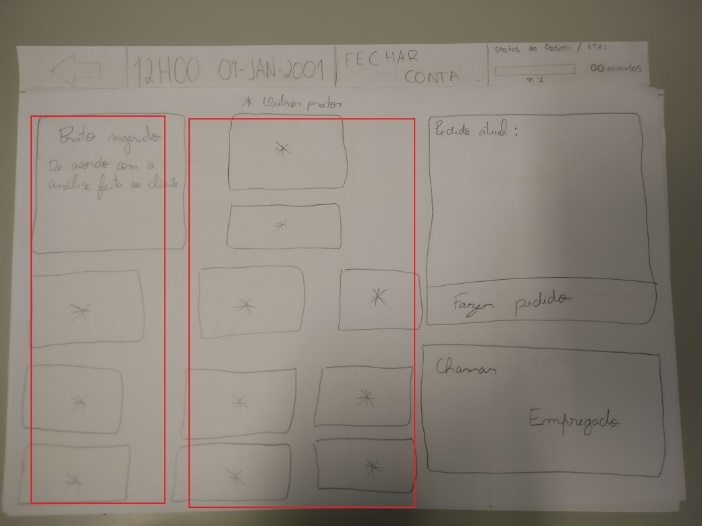 12H00 01-JAN-2001
FECHAR
CONTA
Status do Pedido / ETA:
00 minutos
* Outros pratos
Prato sugerido
De acordo com a
análise feita ao cliente
*
*
*
*
*
*
*
*
*
*
*
Pedido atual:
Fazer pedido
Chamar
Empregado